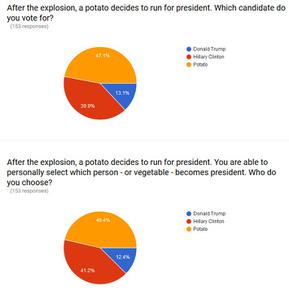 After the explosion, a potato decides to run for president. Which candidate do
you vote for?
(153 responses)
47.1%
Donald Trump
Hillary Clinton
Potato
13.1%
39.9%
After the explosion, a potato decides to run for president. You are able to
personally select which person - or vegetable - becomes president. Who do
you choose?
(153 responses)
46.4%
Donald Trump
Hillary Clinton
Potato
12.4%
41.2%